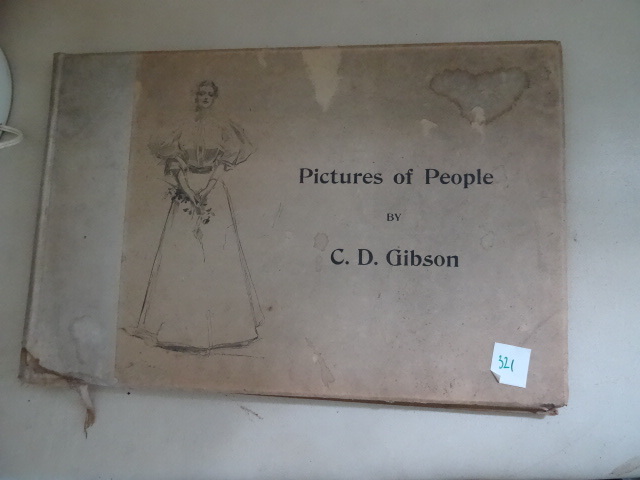 Pictures of People
BY
C. D. Gibson
521